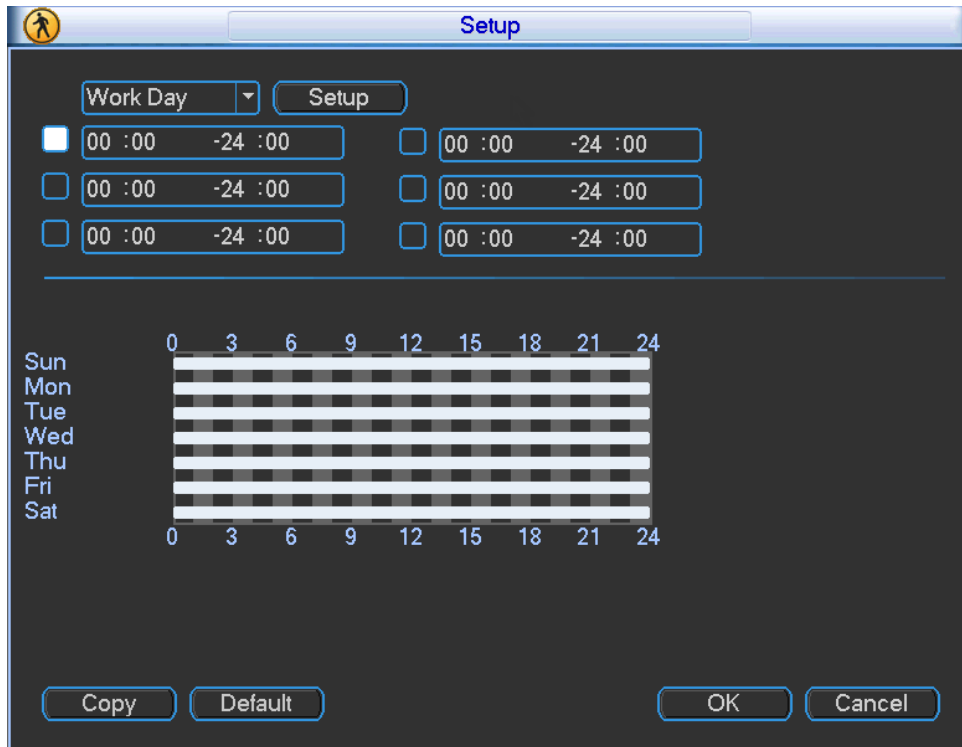 Setup
Work Day Setup
00 :00 -24 :00 00 :00 -24 :00
00 :00 -24 :00 00 :00 -24 :00
00 :00 -24 :00 00 :00 -24 :00
0 3 6 9 12 15 18 21 24
Sun
Mon
Tue
Wed
Thu
Fri
Sat
0 3 6 9 12 15 18 21 24
Copy Default OK Cancel